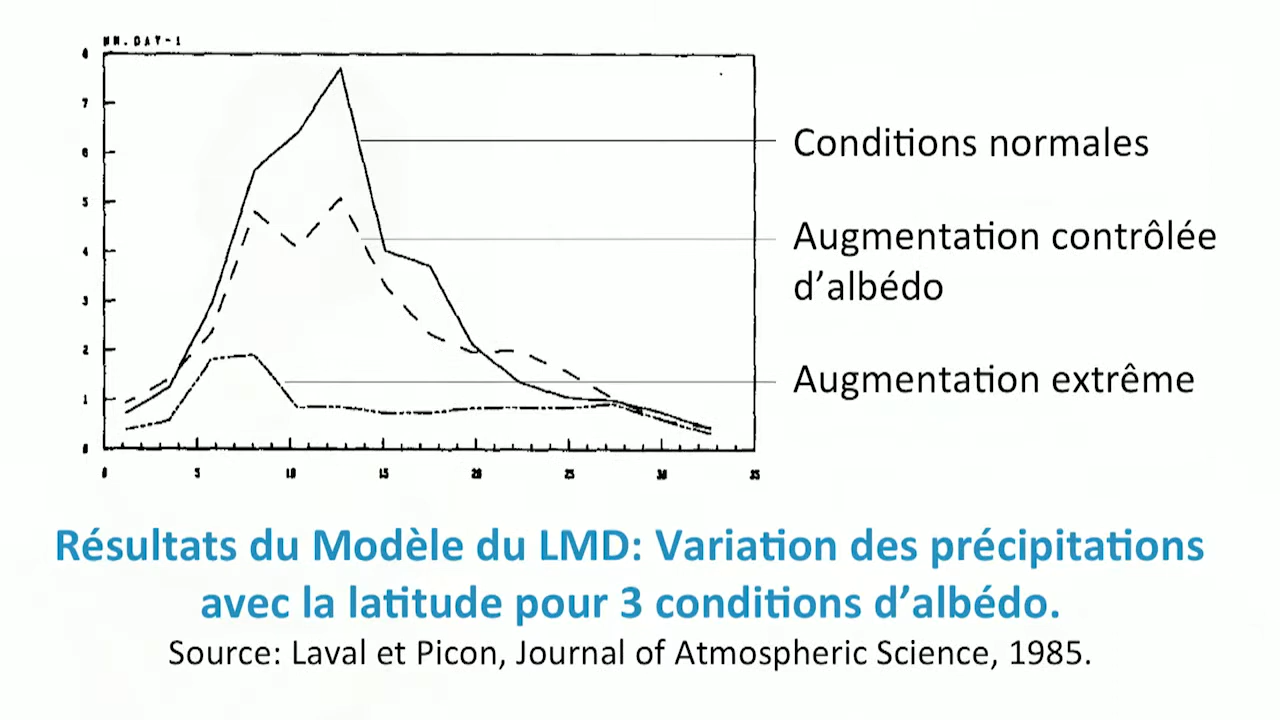 MM.DAY-1
8
7
6
5
4
3
2
1
0
0 5 10 15 20 25 30 35
Conditions normales
Augmentation contrôlée
d’albédo
Augmentation extrême
Résultats du Modèle du LMD: Variation des précipitations
avec la latitude pour 3 conditions d’albédo.
Source: Laval et Picon, Journal of Atmospheric Science, 1985.